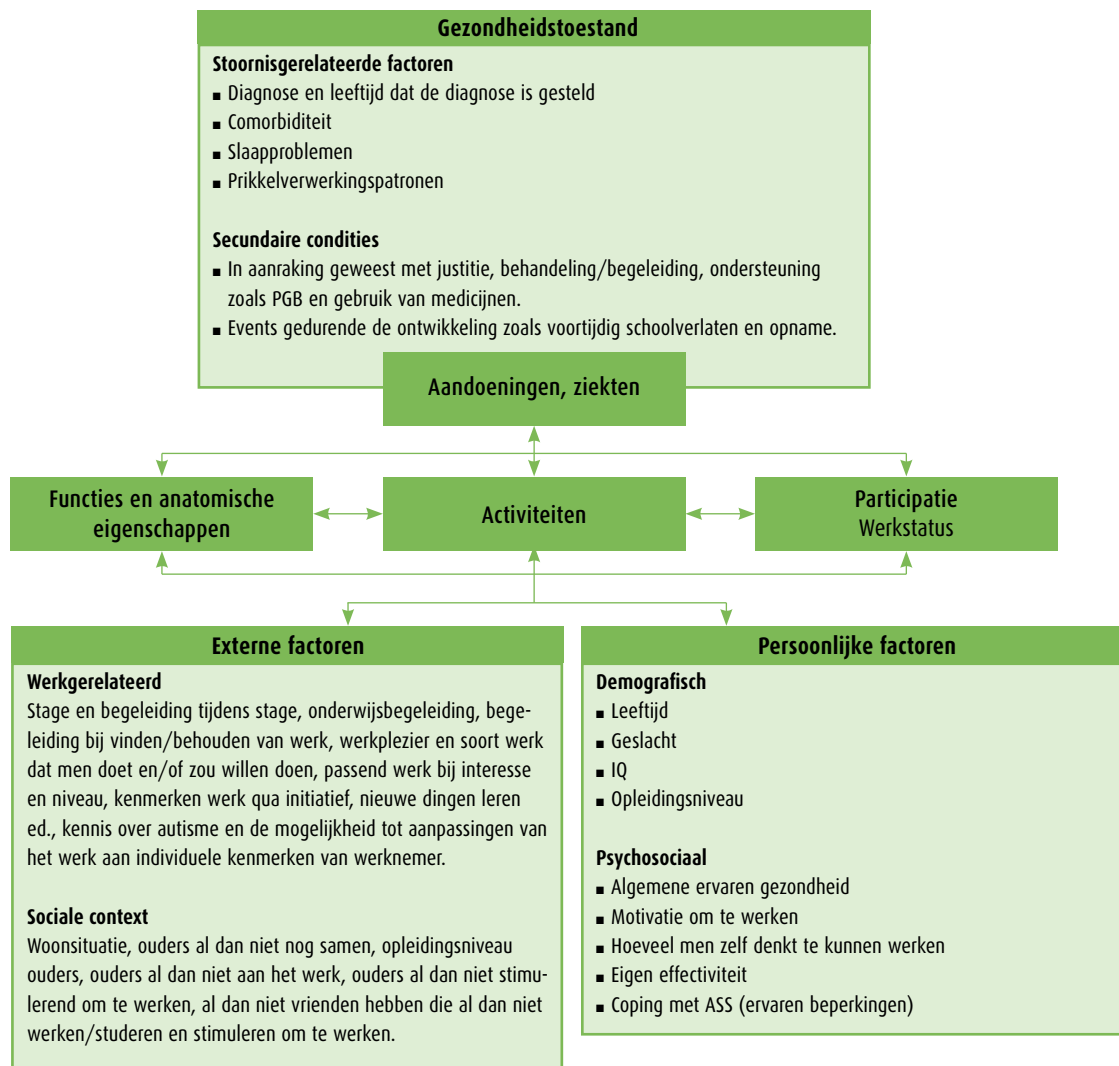 Gezondheidstoestand
Stoornisgerelateerde factoren
■ Diagnose en leeftijd dat de diagnose is gesteld
■ Comorbiditeit
■ Slaapproblemen
■ Prikkelverwerkingspatronen
Secundaire condities
■ In aanraking geweest met justitie, behandeling/begeleiding, ondersteuning
zoals PGB en gebruik van medicijnen.
■ Events gedurende de ontwikkeling zoals voortijdig schoolverlaten en opname.
Aandoeningen, ziekten
Functies en anatomische
eigenschappen
Activiteiten
Participatie
Werkstatus
Externe factoren
Werkgerelateerd
Stage en begeleiding tijdens stage, onderwijsbegeleiding, bege-
leiding bij vinden/behouden van werk, werkplezier en soort werk
dat men doet en/of zou willen doen, passend werk bij interesse
en niveau, kenmerken werk qua initiatief, nieuwe dingen leren
ed., kennis over autisme en de mogelijkheid tot aanpassingen van
het werk aan individuele kenmerken van werknemer.
Sociale context
Woonsituatie, ouders al dan niet nog samen, opleidingsniveau
ouders, ouders al dan niet aan het werk, ouders al dan niet stimu-
lerend om te werken, al dan niet vrienden hebben die al dan niet
werken/studeren en stimuleren om te werken.
Persoonlijke factoren
Demografisch
■ Leeftijd
■ Geslacht
■ IQ
■ Opleidingsniveau
Psychosociaal
■ Algemene ervaren gezondheid
■ Motivatie om te werken
■ Hoeveel men zelf denkt te kunnen werken
■ Eigen effectiviteit
■ Coping met ASS (ervaren beperkingen)